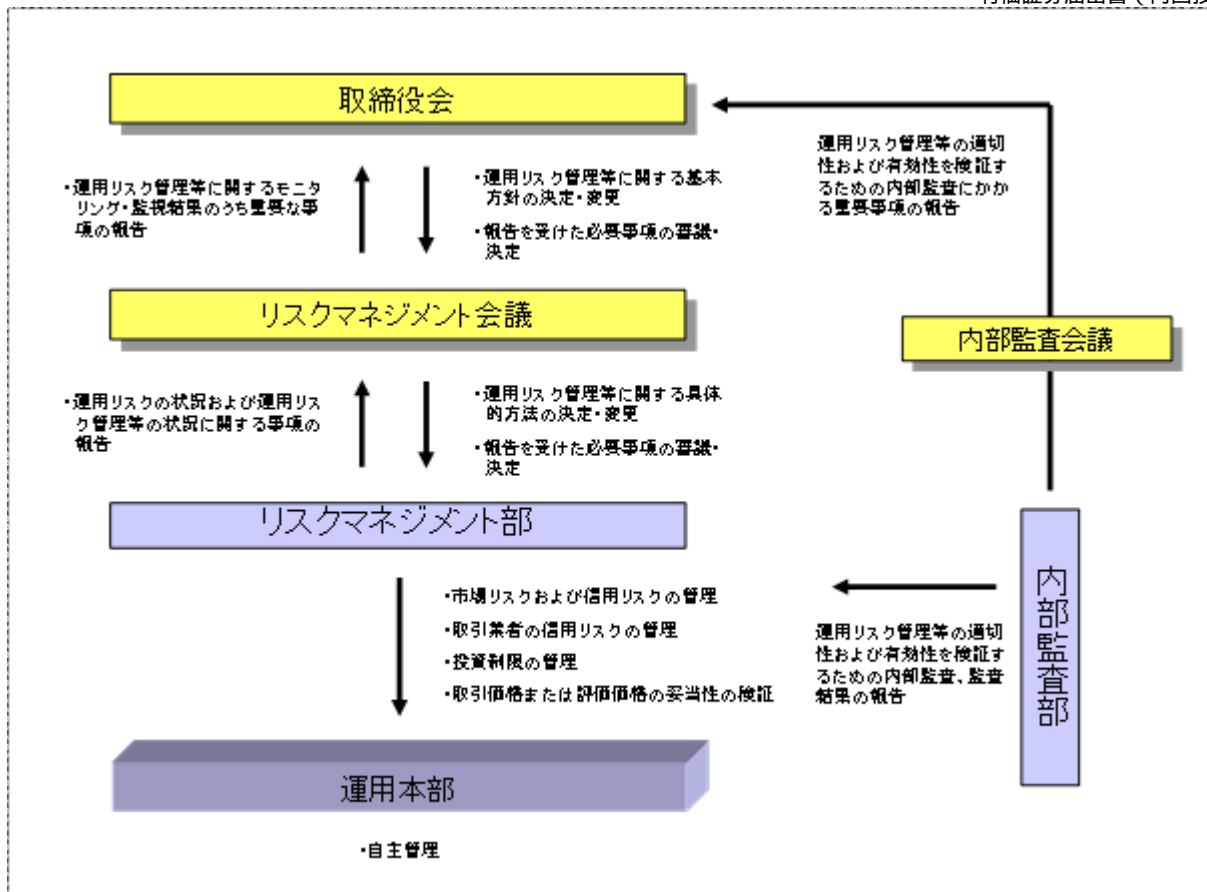 取締役会
・運用リスク管理等に関するモニタ
リング・監視結果のうち重要な事
項の報告
・運用リスク管理等に関する基本
方針の決定・変更
・報告を受けた必要事項の審議・
決定
運用リスク管理等の適切
性および有効性を検証す
るための内部監査にかか
る重要事項の報告
リスクマネジメント会議
内部監査会議
・運用リスクの状況および運用リス
ク管理等の状況に関する事項の
報告
・運用リスク管理等に関する具体
的方法の決定・変更
・報告を受けた必要事項の審議・
決定
リスクマネジメント部
内部監査部
・市場リスクおよび信用リスクの管理
・取引業者の信用リスクの管理
・投資制限の管理
・取引価格または評価価格の妥当性の検証
運用リスク管理等の適切
性および有効性を検証す
るための内部監査、監査
結果の報告
運用本部
・自主管理